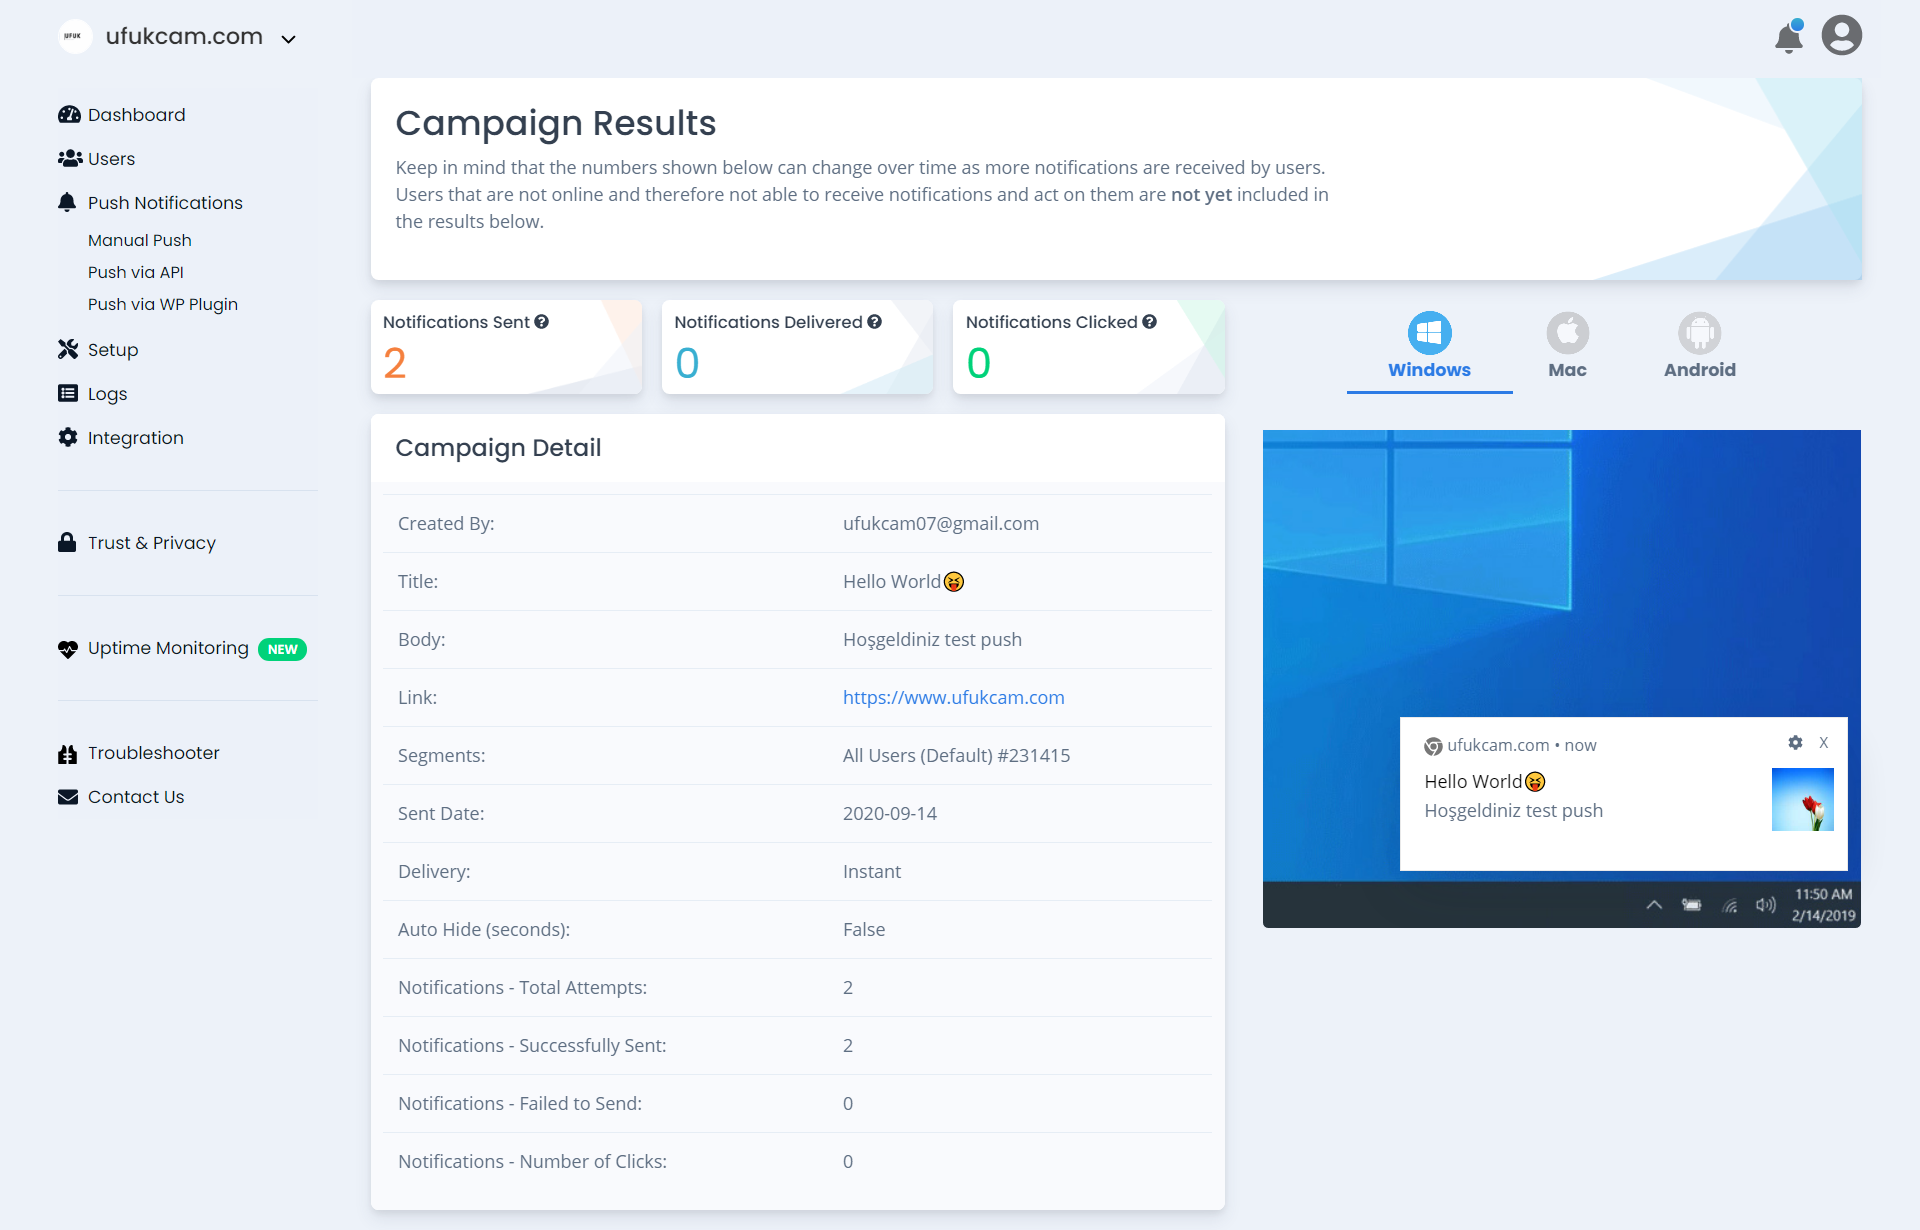 UFUK
ufukcam.com
Dashboard
Users
Push Notifications
Manual Push
Push via API
Push via WP Plugin
Setup
Logs
Integration
Trust & Privacy
Uptime Monitoring NEW
Troubleshooter
Contact Us
Campaign Results
Keep in mind that the numbers shown below can change over time as more notifications are received by users.
Users that are not online and therefore not able to receive notifications and act on them are not yet included in
the results below.
Notifications Sent
2
Notifications Delivered
0
Notifications Clicked
0
Windows
Mac
Android
Campaign Detail
Created By: ufukcam07@gmail.com
Title: Hello World😝
Body: Hoşgeldiniz test push
Link: https://www.ufukcam.com
Segments: All Users (Default) #231415
Sent Date: 2020-09-14
Delivery: Instant
Auto Hide (seconds): False
Notifications - Total Attempts: 2
Notifications - Successfully Sent: 2
Notifications - Failed to Send: 0
Notifications - Number of Clicks: 0
ufukcam.com • now X
Hello World😝
Hoşgeldiniz test push
11:50 AM
2/14/2019